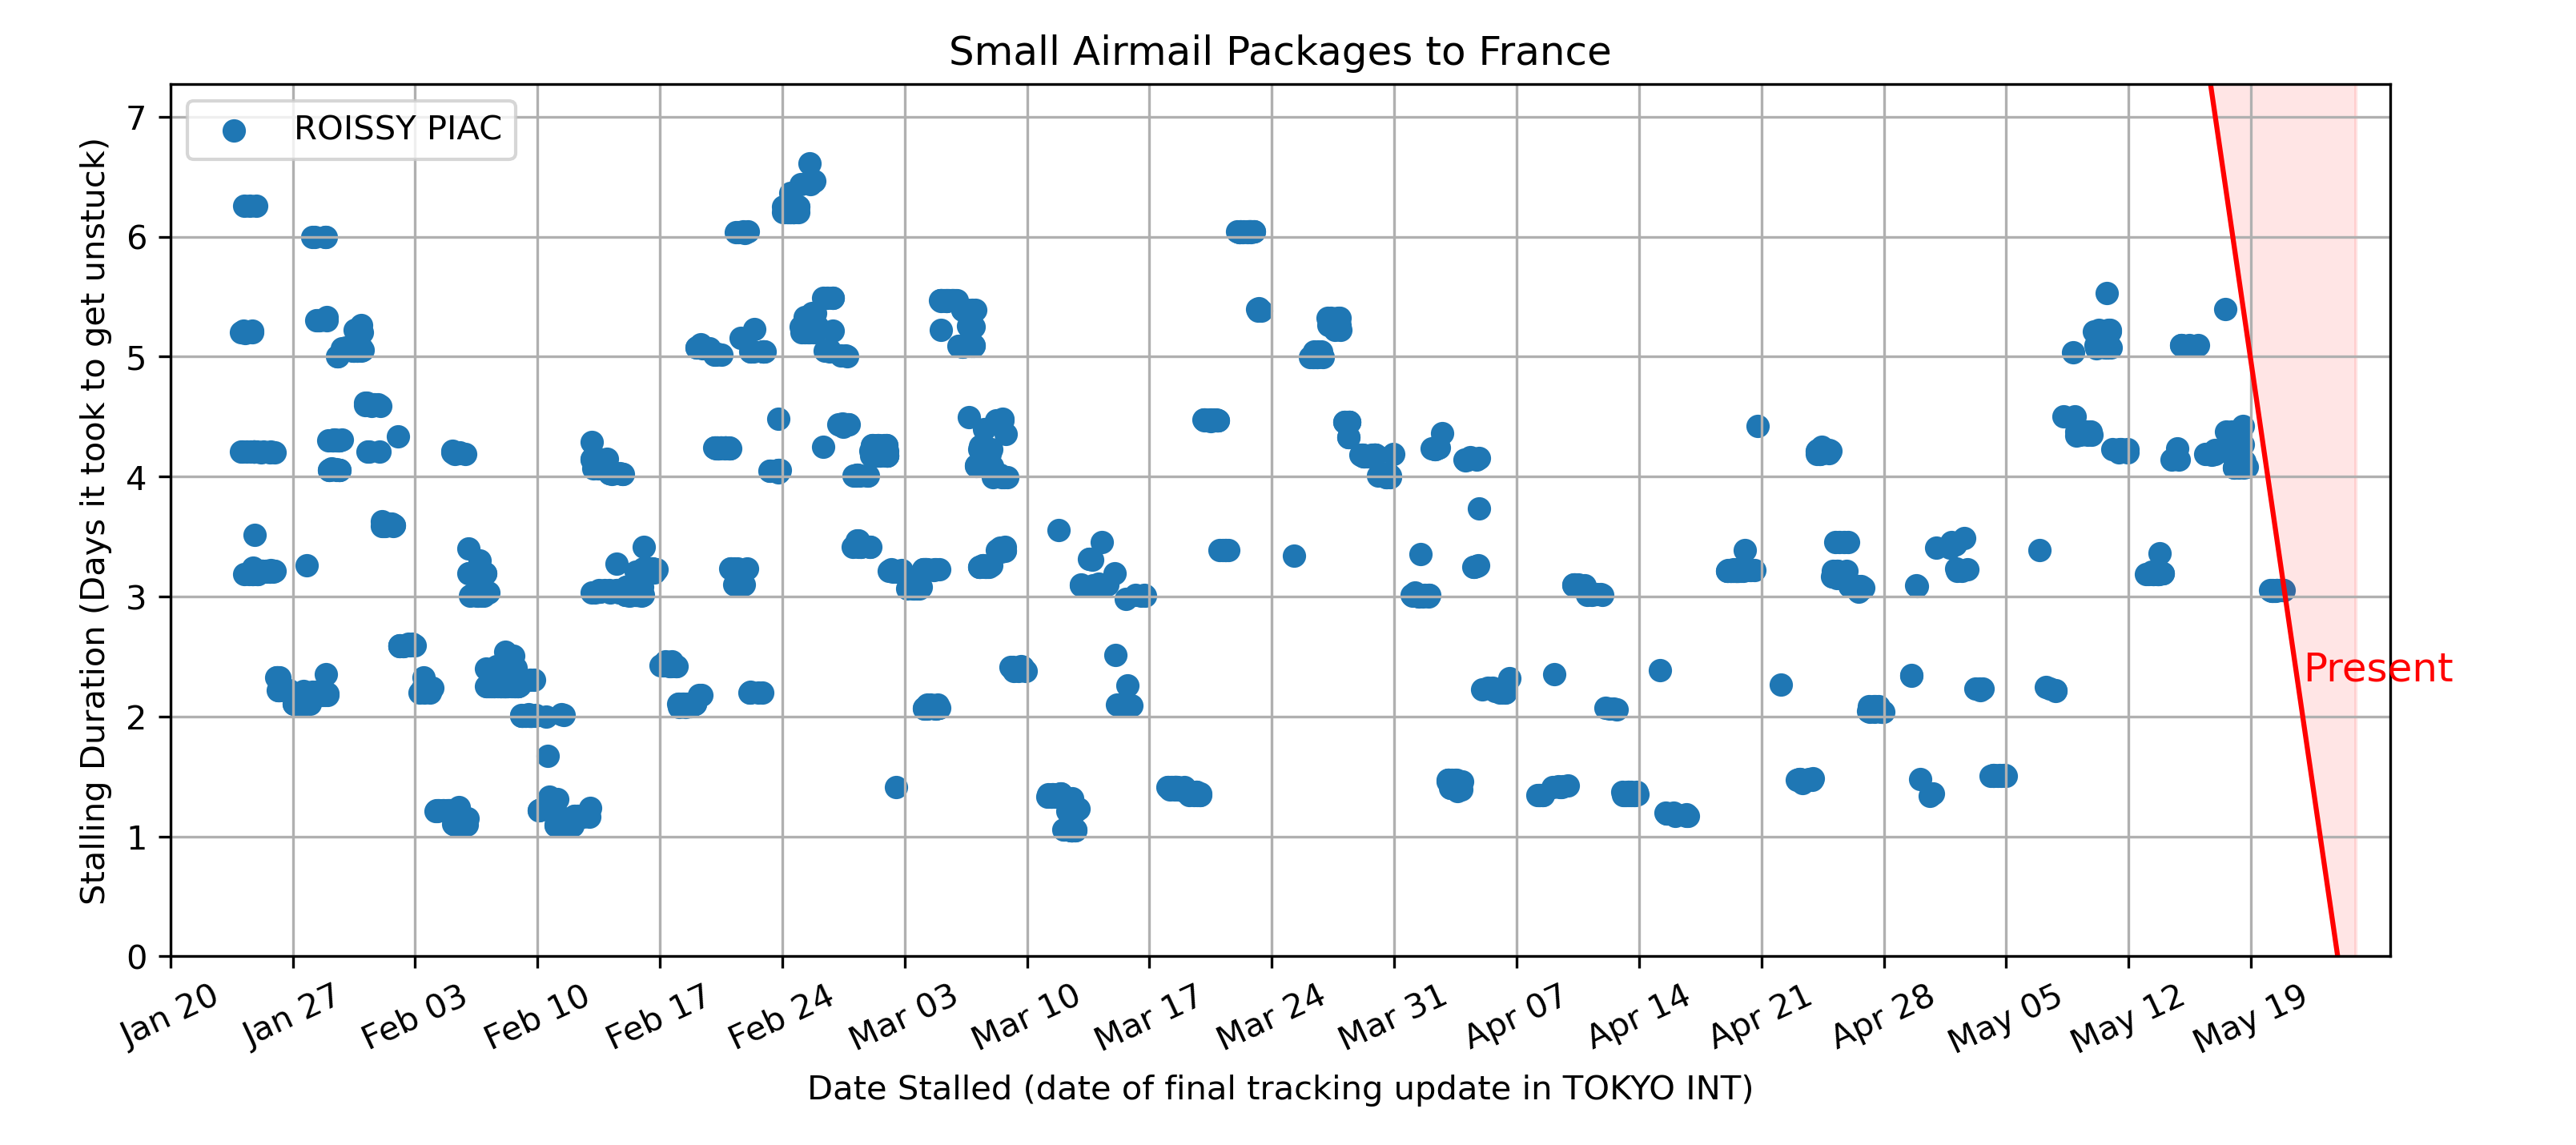 Small Airmail Packages to France
ROISSY PIAC
Stalling Duration (Days it took to get unstuck)
7
6
5
4
3
2
1
0
Present
Jan 20
Jan 27
Feb 03
Feb 10
Feb 17
Feb 24
Mar 03
Mar 10
Mar 17
Mar 24
Mar 31
Apr 07
Apr 14
Apr 21
Apr 28
May 05
May 12
May 19
Date Stalled (date of final tracking update in TOKYO INT)